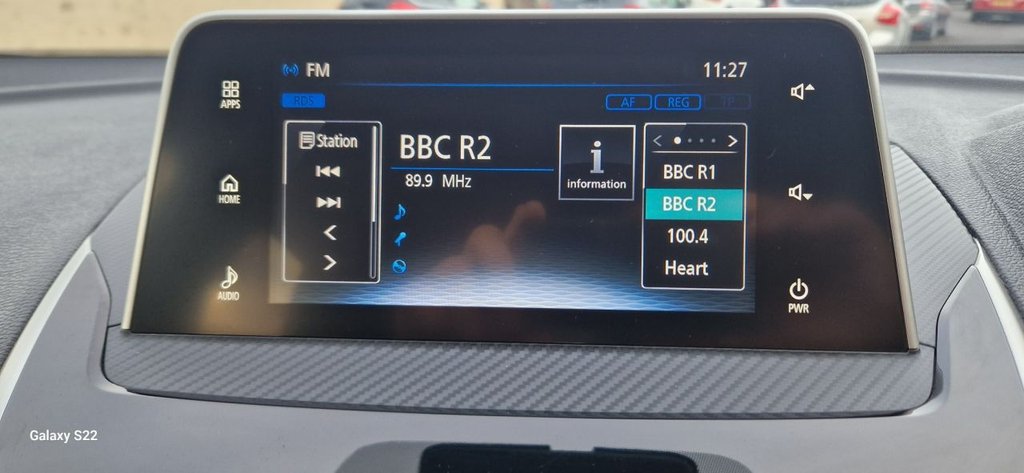 FM
11:27
RDS
AF REG TP
APPS
HOME
AUDIO
Station
BBC R2
89.9 MHz
i
information
BBC R1
BBC R2
100.4
Heart
PWR
Galaxy S22